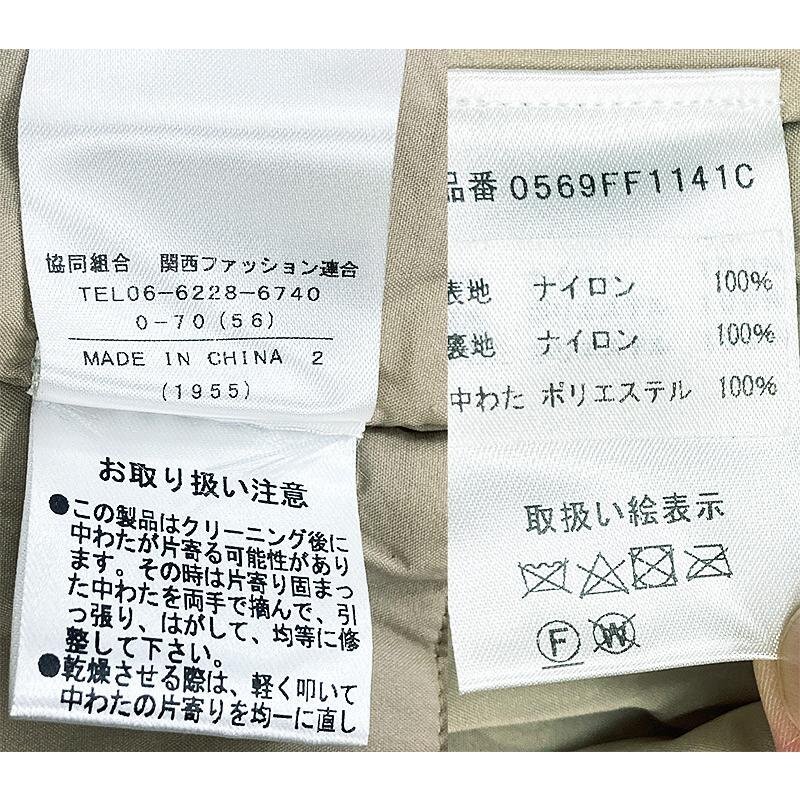 協同組合 関西ファッション連合
TEL06-6228-6740
0-70(56)
MADE IN CHINA 2
(1955)
お取り扱い注意
●この製品はクリーニング後に
中わたが片寄る可能性があり
ます。その時は片寄り固まっ
た中わたを両手で摘んで、引
っ張り、はがして、均等に修
整して下さい。
●乾燥させる際は、軽く叩いて
中わたの片寄りを均一に直し
品番 0569FF1141C
表地 ナイロン 100%
裏地 ナイロン 100%
中わた ポリエステル 100%
取扱い絵表示
F W